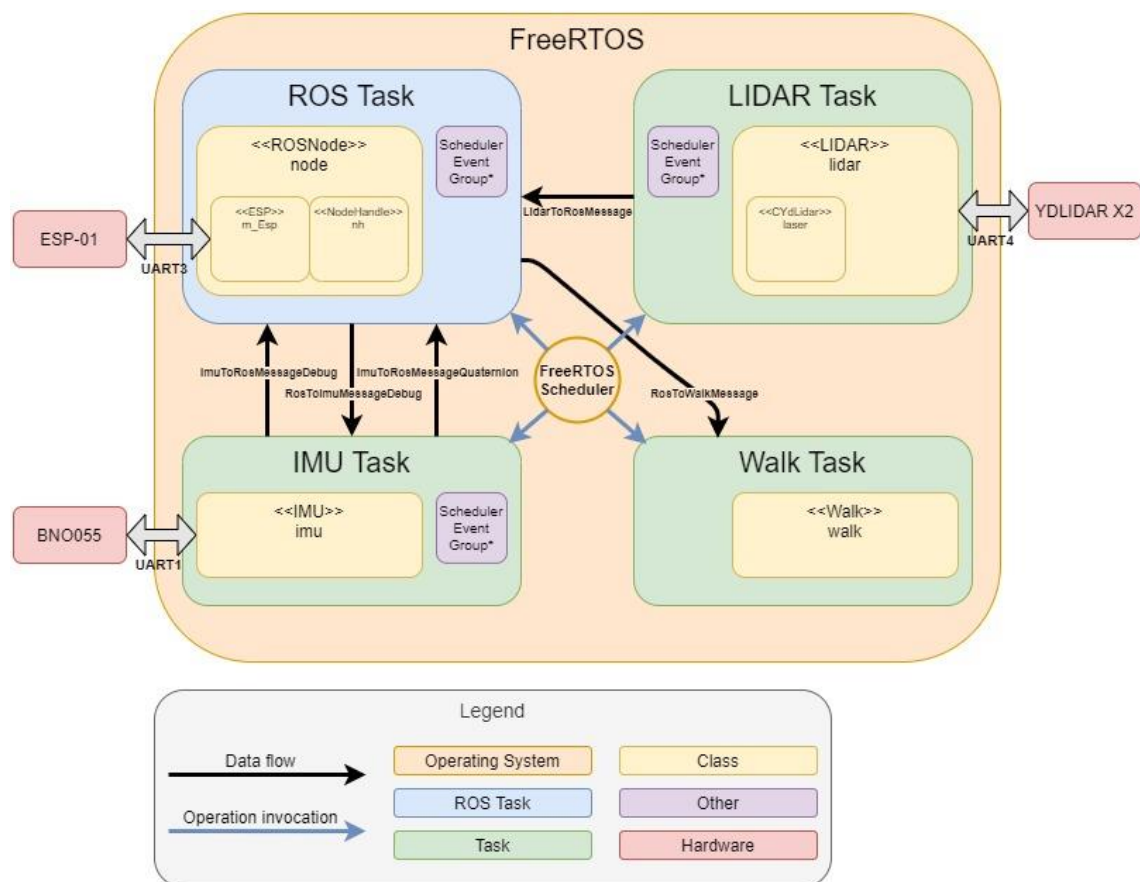 FreeRTOS
ROS Task
<<ROSNode>>
node
<<ESP>>
m_Esp
<<NodeHandle>>
nh
Scheduler
Event
Group*
LIDAR Task
Scheduler
Event
Group*
<<LIDAR>>
lidar
<<CYdLidar>>
laser
LidarToRosMessage
ESP-01
UART3
YDLIDAR X2
UART4
ImuToRosMessageDebug
RosToImuMessageDebug
ImuToRosMessageQuaternion
FreeRTOS
Scheduler
RosToWalkMessage
IMU Task
<<IMU>>
imu
Scheduler
Event
Group*
Walk Task
<<Walk>>
walk
BNO055
UART1
Legend
Data flow
Operation invocation
Operating System
Class
ROS Task
Other
Task
Hardware